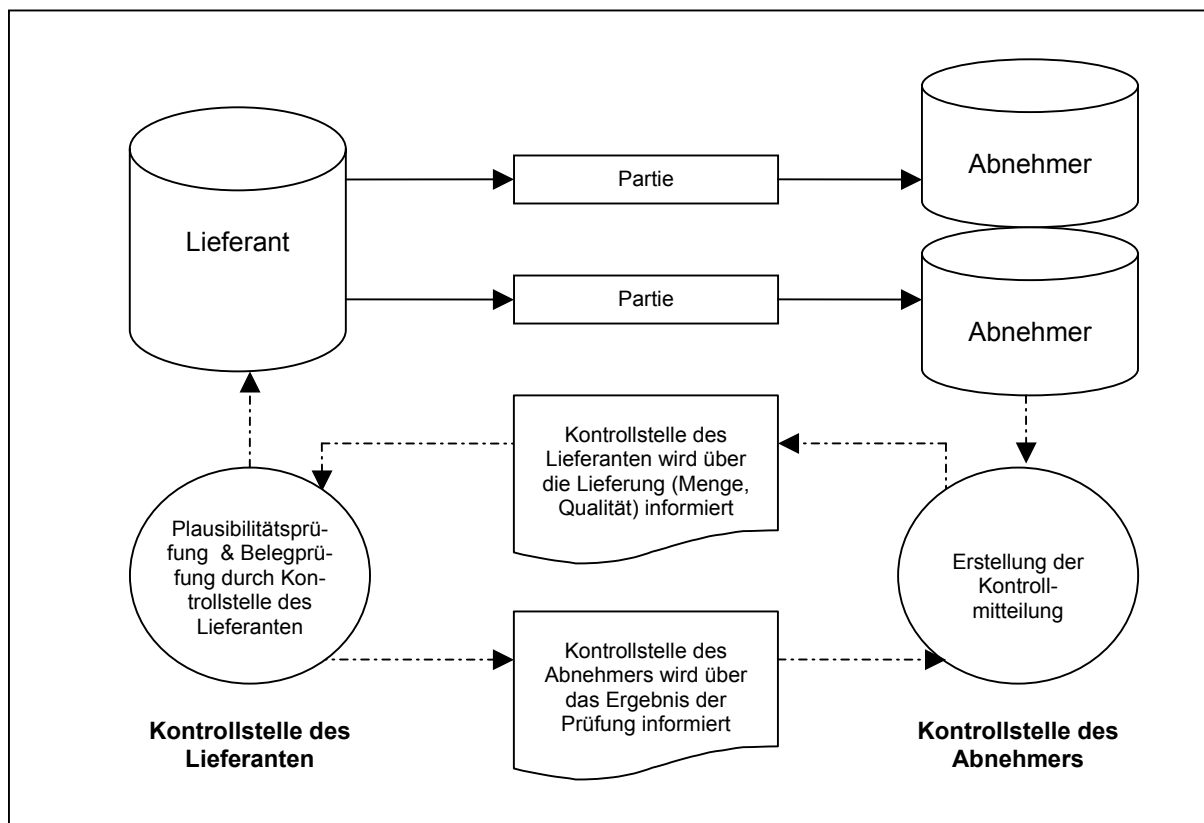 Abnehmer
Partie
Lieferant
Partie
Abnehmer
Kontrollstelle des
Lieferanten wird über
die Lieferung (Menge,
Qualität) informiert
Plausibilitätsprü-
fung & Belegprü-
fung durch Kon-
trollstelle des
Lieferanten
Erstellung der
Kontroll-
mitteilung
Kontrollstelle des
Abnehmers wird über
das Ergebnis der
Prüfung informiert
Kontrollstelle des
Lieferanten
Kontrollstelle des
Abnehmers